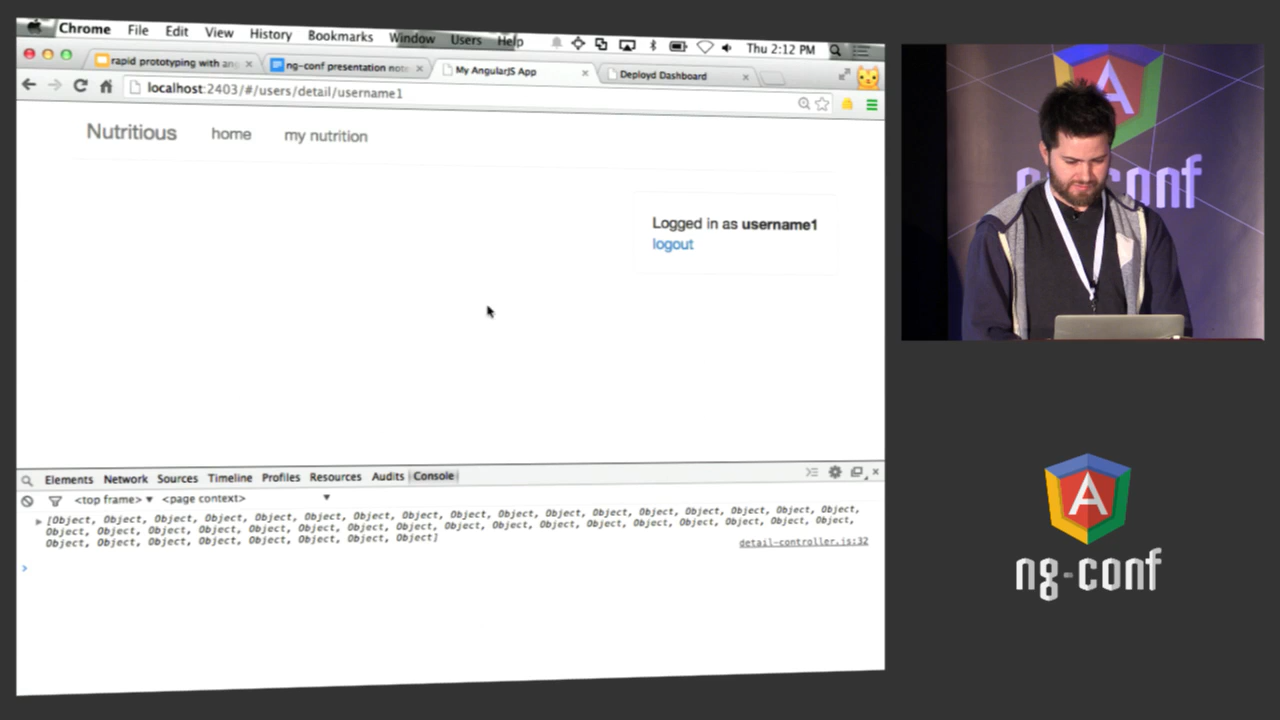 Chrome File Edit View History Bookmarks Window Users Help Thu 2:12 PM
rapid prototyping with ang × ng-conf presentation note × My AngularJS App × Deployd Dashboard ×
localhost:2403/#/users/detail/username1
Nutritious home my nutrition
Logged in as username1
logout
Elements Network Sources Timeline Profiles Resources Audits Console
<top frame> ▼ <page context> ▼
[Object, Object, Object, Object, Object, Object, Object, Object, Object, Object, Object, Object, Object, Object, Object, Object,
Object, Object, Object, Object, Object, Object, Object, Object, Object, Object, Object, Object, Object, Object, Object, Object,
Object, Object, Object, Object, Object, Object, Object, Object]
detail-controller.js:32
A
conf
A
ng-conf